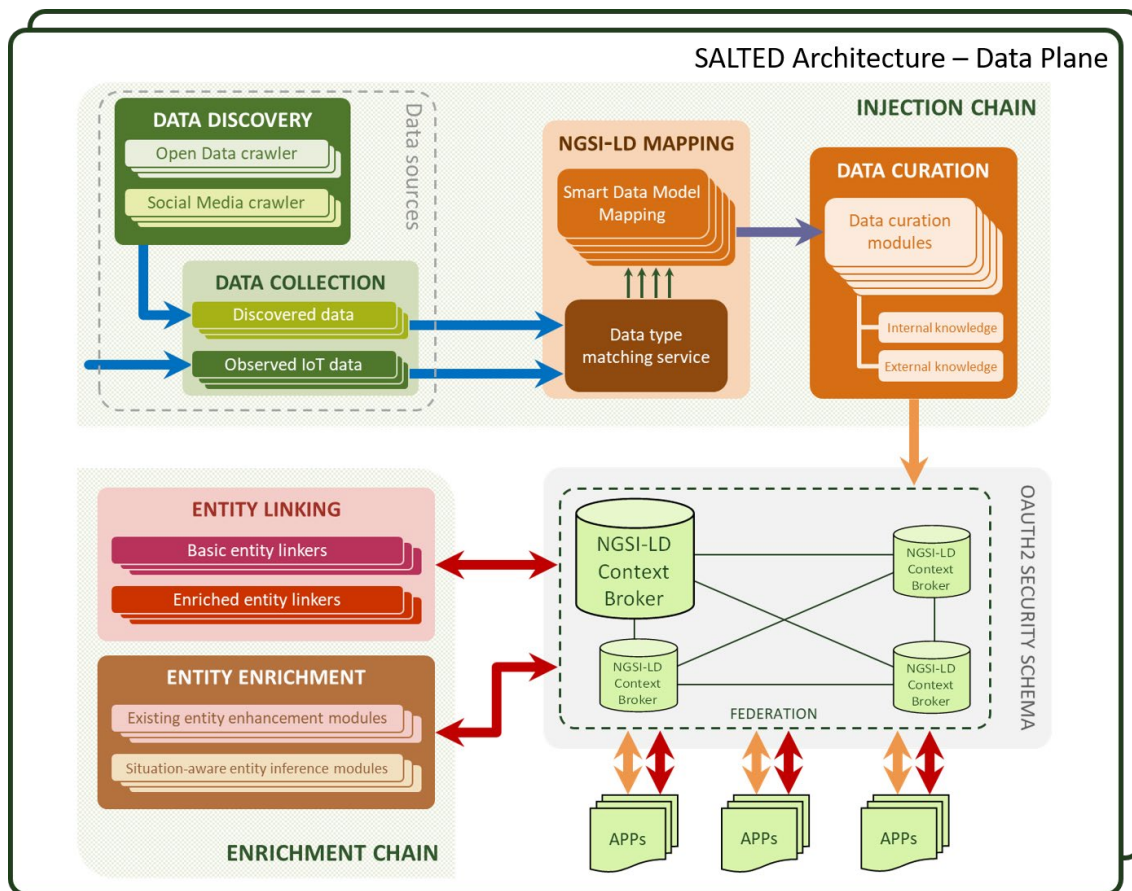 SALTED Architecture – Data Plane
INJECTION CHAIN
DATA DISCOVERY
Open Data crawler
Social Media crawler
Data sources
DATA COLLECTION
Discovered data
Observed IoT data
NGSI-LD MAPPING
Smart Data Model
Mapping
Data type
matching service
DATA CURATION
Data curation
modules
Internal knowledge
External knowledge
ENTITY LINKING
Basic entity linkers
Enriched entity linkers
ENTITY ENRICHMENT
Existing entity enhancement modules
Situation-aware entity inference modules
ENRICHMENT CHAIN
NGSI-LD
Context
Broker
NGSI-LD
Context
Broker
NGSI-LD
Context
Broker
NGSI-LD
Context
Broker
FEDERATION
OAUTH2 SECURITY SCHEMA
APPs
APPs
APPs